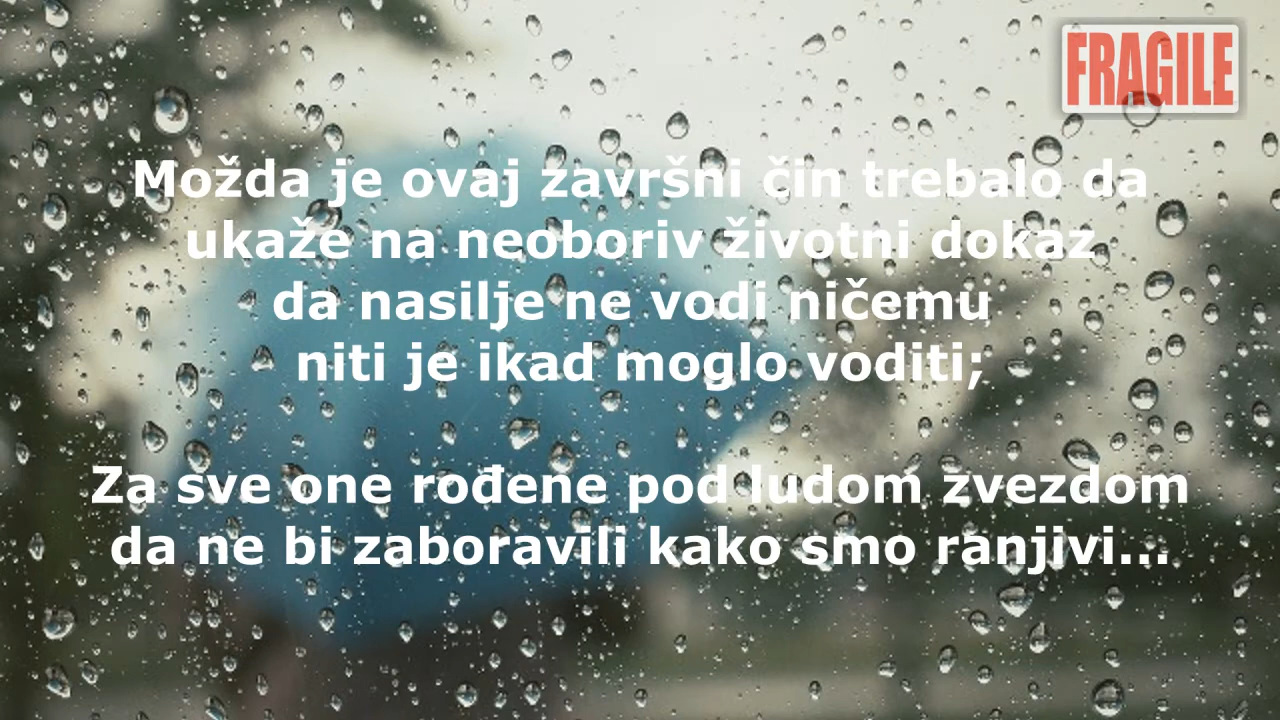 FRAGILE
Možda je ovaj završni čin trebalo da
ukaže na neoboriv životni dokaz
da nasilje ne vodi ničemu
niti je ikad moglo voditi;
Za sve one rođene pod ludom zvezdom
da ne bi zaboravili kako smo ranjivi...